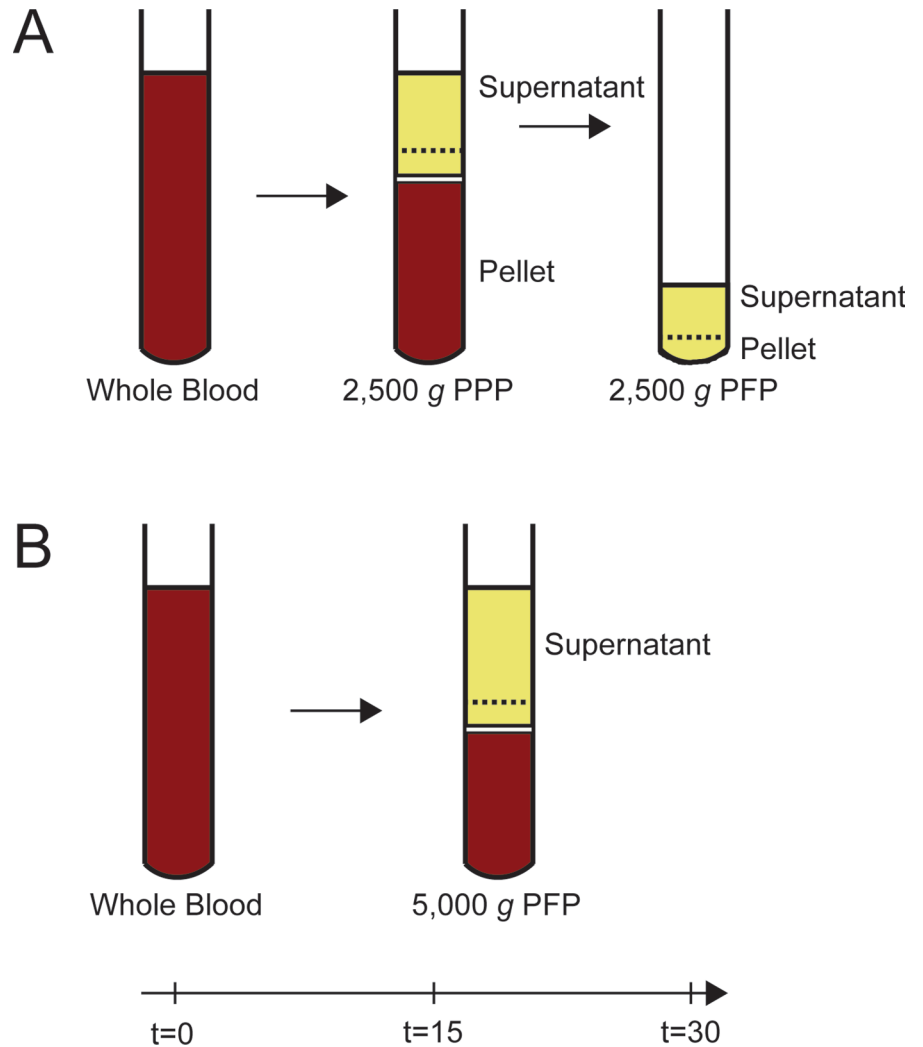 A
Supernatant
Pellet
Supernatant
Pellet
Whole Blood
2,500 g PPP
2,500 g PFP
B
Supernatant
Whole Blood
5,000 g PFP
t=0
t=15
t=30